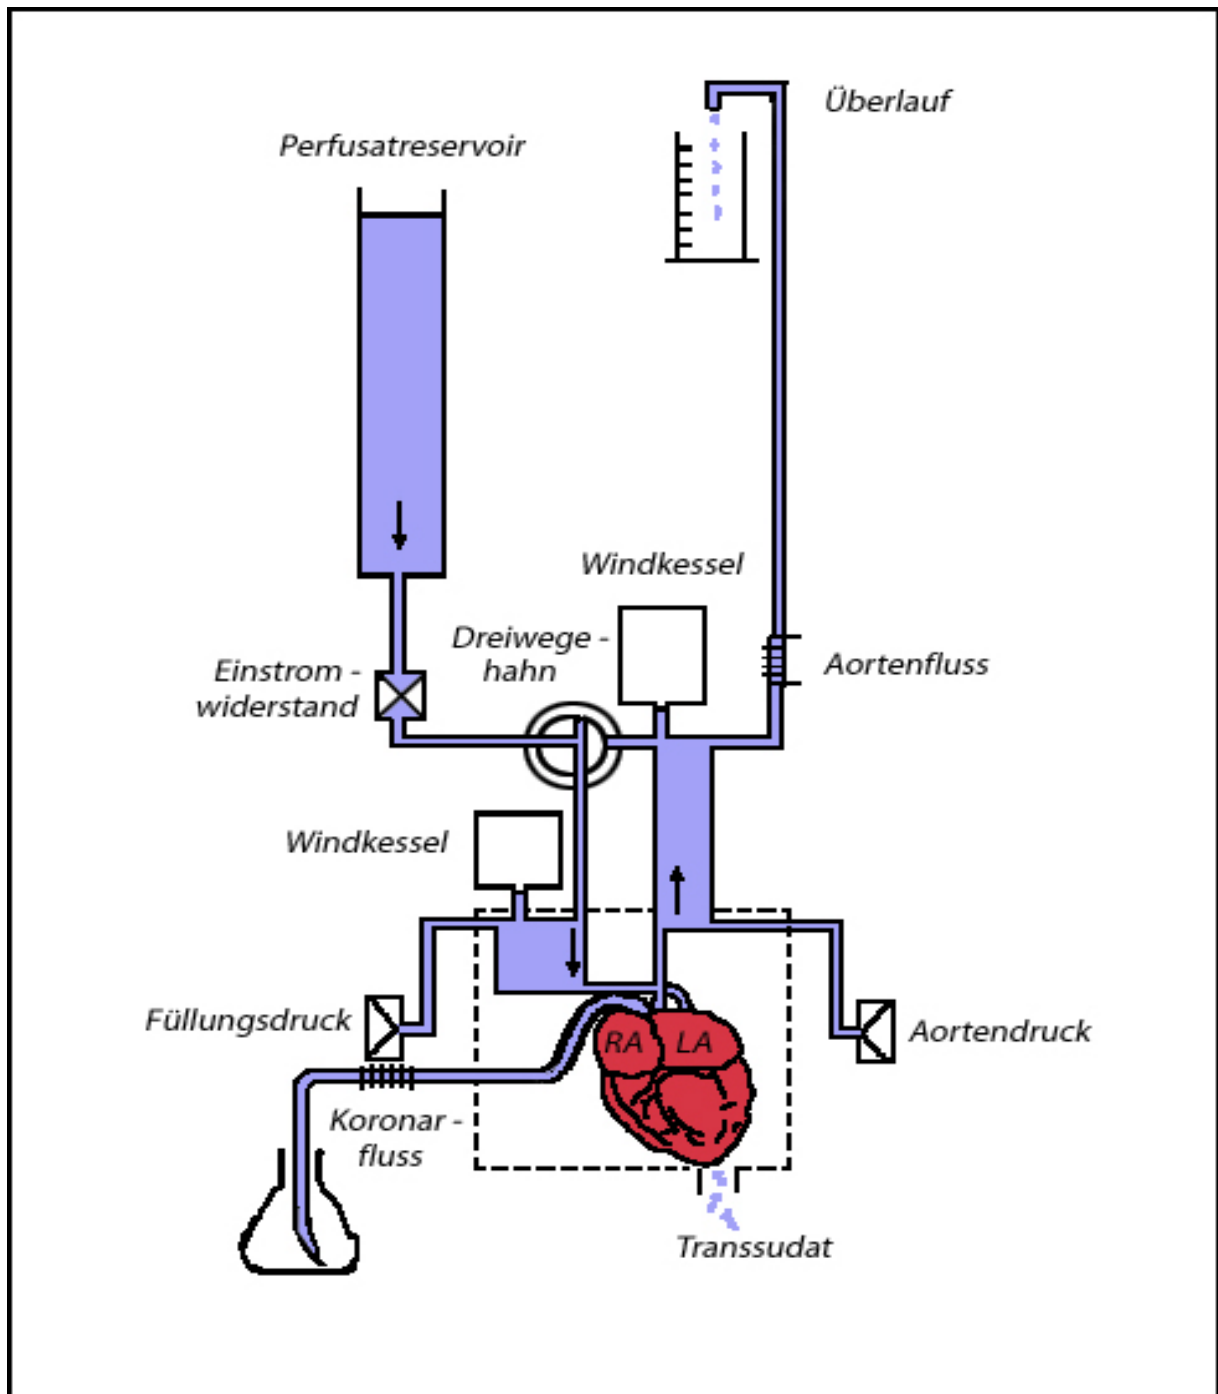 Überlauf
Perfusatreservoir
Windkessel
Dreiwege -
hahn
Einstrom -
widerstand
Aortenfluss
Windkessel
Füllungsdruck
Aortendruck
RA
LA
Koronar -
fluss
Transsudat